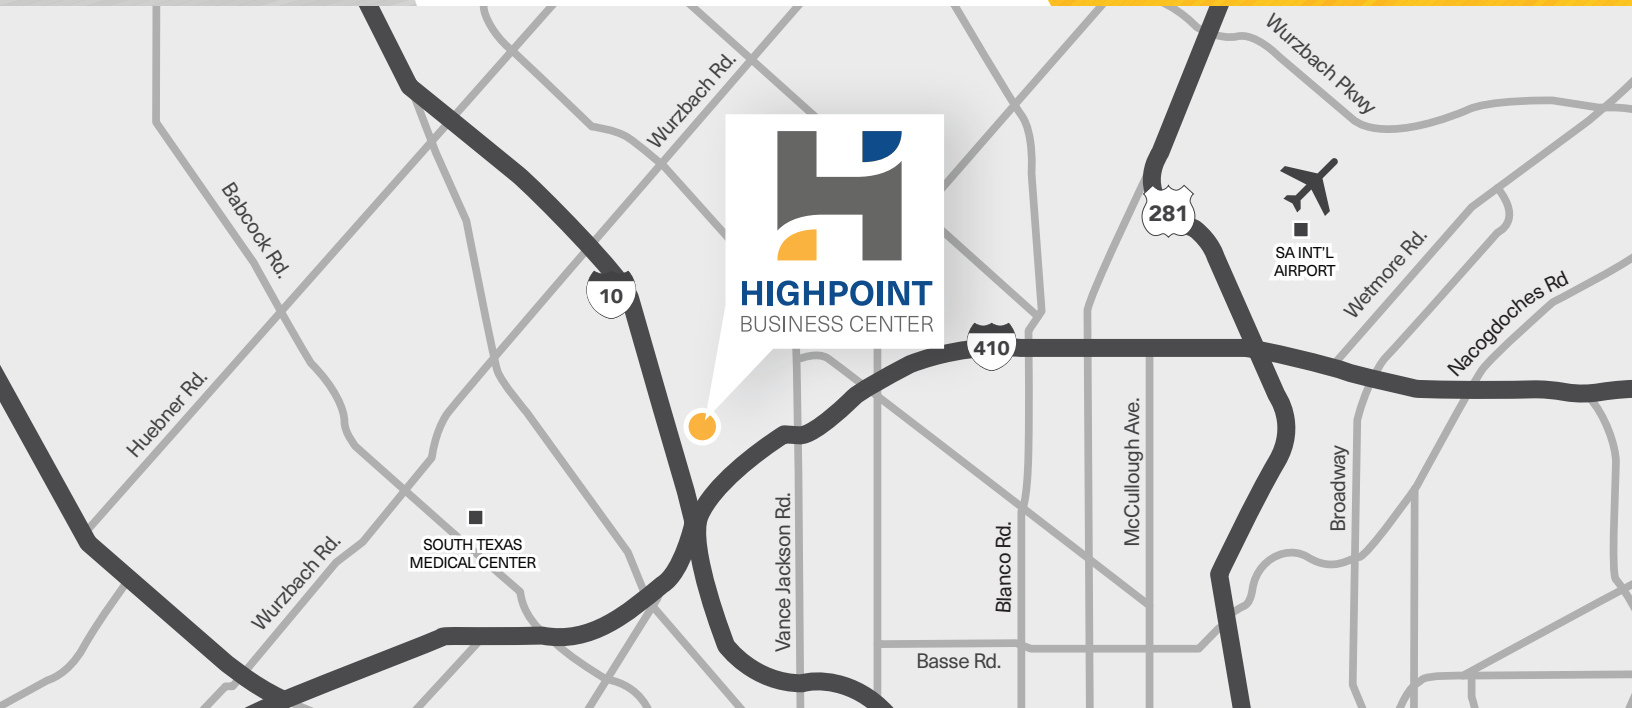 Wurzbach Pkwy
Wurzbach Rd.
Babcock Rd.
281
SA INT'L
AIRPORT
Wetmore Rd.
10
HIGHPOINT
BUSINESS CENTER
Nacogdoches Rd
410
Huebner Rd.
McCullough Ave.
Broadway
SOUTH TEXAS
MEDICAL CENTER
Wurzbach Rd.
Vance Jackson Rd.
Blanco Rd.
Basse Rd.